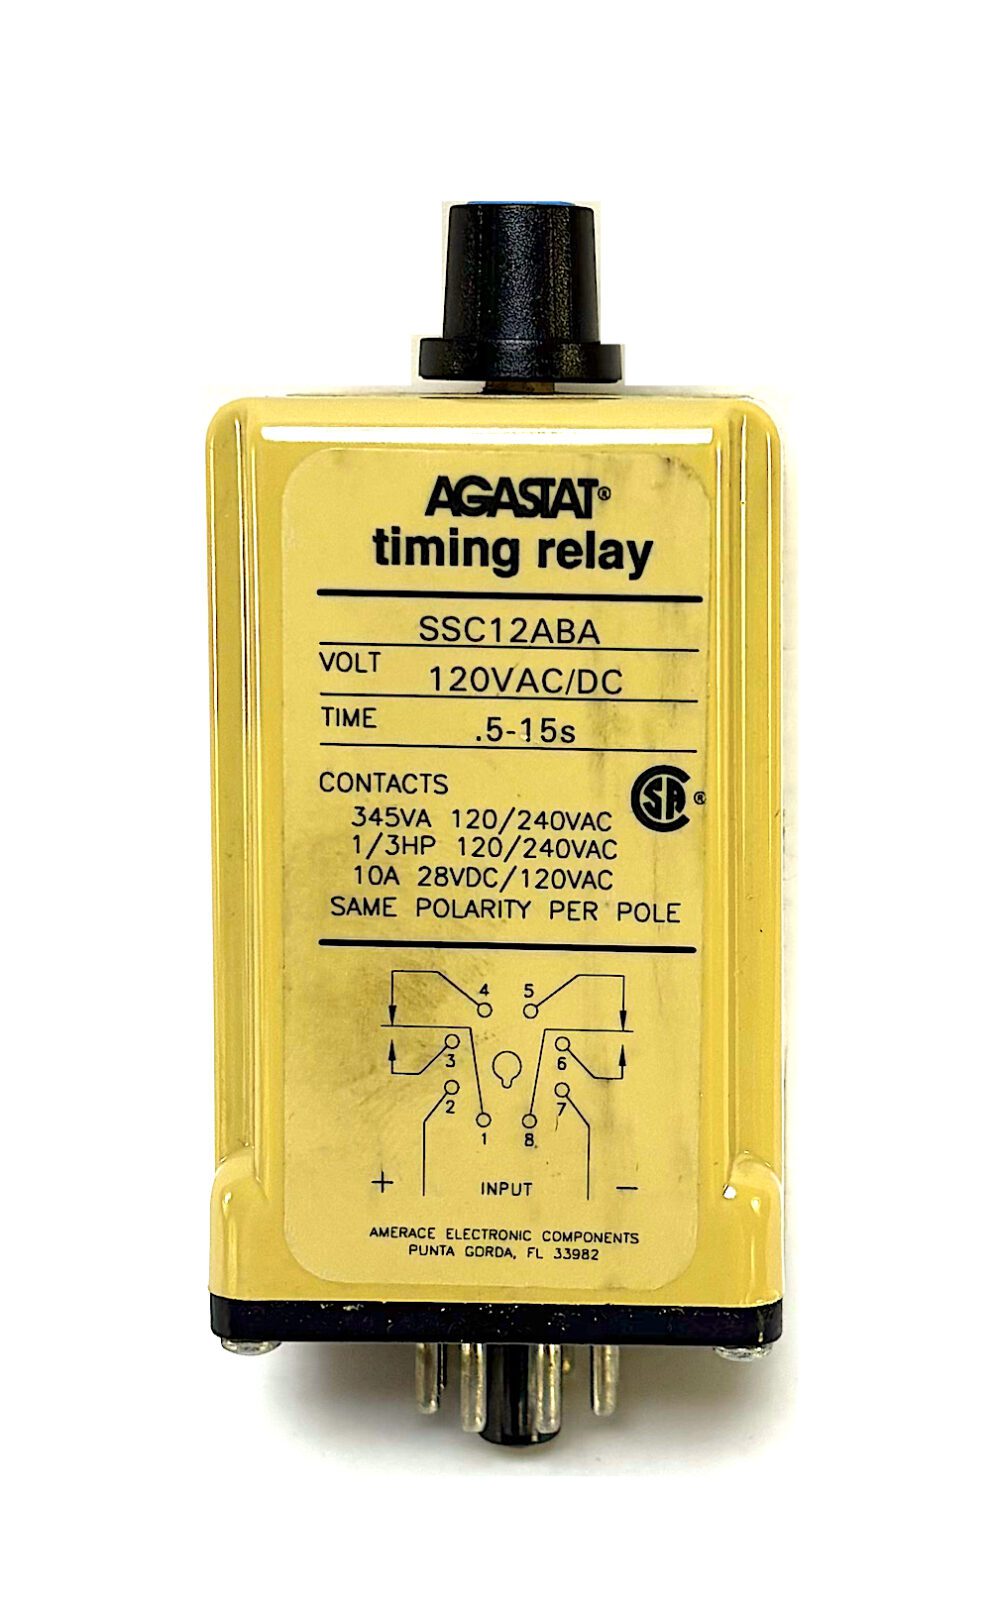 AGASTAT®
timing relay
SSC12ABA
VOLT 120VAC/DC
TIME .5-15s
CONTACTS
345VA 120/240VAC
1/3HP 120/240VAC
10A 28VDC/120VAC
SAME POLARITY PER POLE
CSA ®
4 5
3 6
2 7
1 8
+ INPUT −
AMERACE ELECTRONIC COMPONENTS
PUNTA GORDA, FL 33982